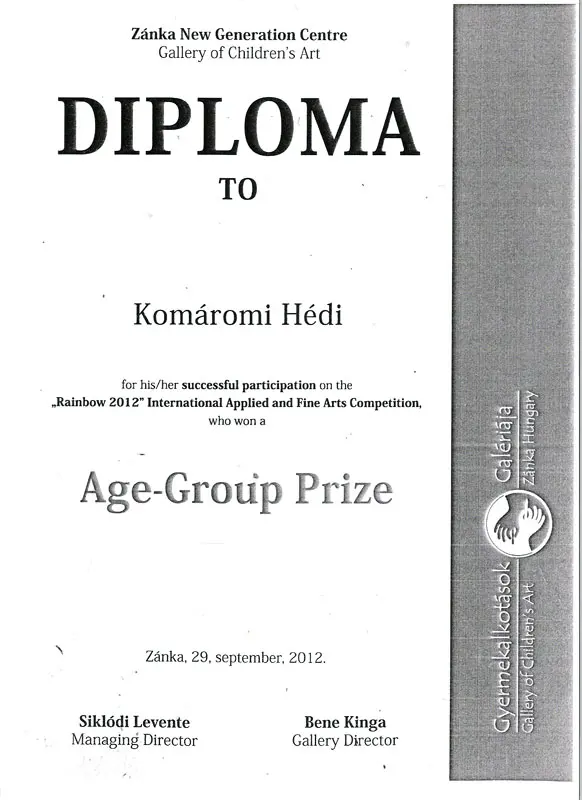 Zánka New Generation Centre
Gallery of Children's Art
DIPLOMA
TO
Komáromi Hédi
for his/her successful participation on the
„Rainbow 2012" International Applied and Fine Arts Competition,
who won a
Age-Group Prize
Zánka, 29, september, 2012.
Siklódi Levente
Managing Director
Bene Kinga
Gallery Director
Gyermekalkotások Galériája
Gallery of Children's Art Zánka Hungary